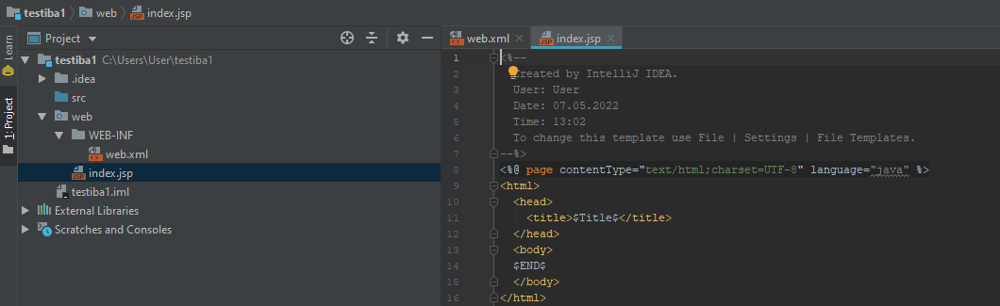 testiba1 web index.jsp
Learn
1: Project
Project
testiba1 C:\Users\User\testiba1
.idea
src
web
WEB-INF
web.xml
index.jsp
testiba1.iml
External Libraries
Scratches and Consoles
web.xml index.jsp
1 <%--
2 Created by IntelliJ IDEA.
3 User: User
4 Date: 07.05.2022
5 Time: 13:02
6 To change this template use File | Settings | File Templates.
7 --%>
8 <%@ page contentType="text/html;charset=UTF-8" language="java" %>
9 <html>
10 <head>
11 <title>$Title$</title>
12 </head>
13 <body>
14 $END$
15 </body>
16 </html>